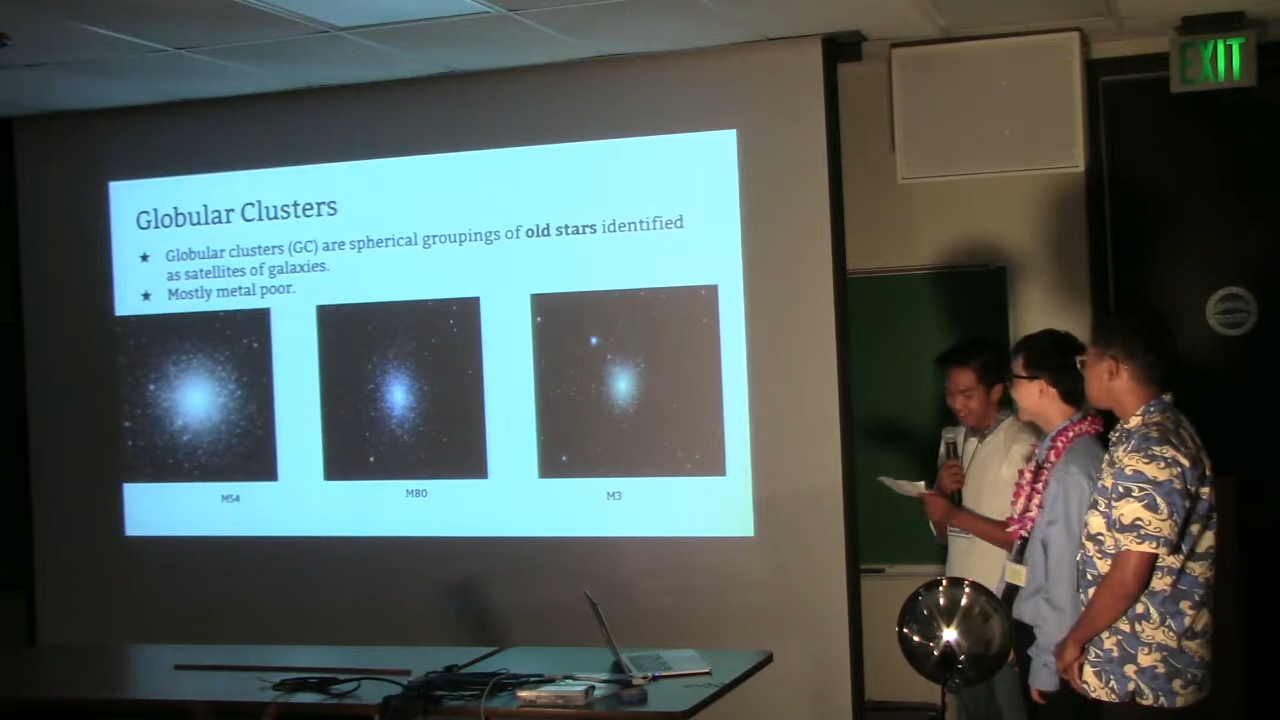 EXIT
Globular Clusters
★ Globular clusters (GC) are spherical groupings of old stars identified
as satellites of galaxies.
★ Mostly metal poor.
M54 M80 M3